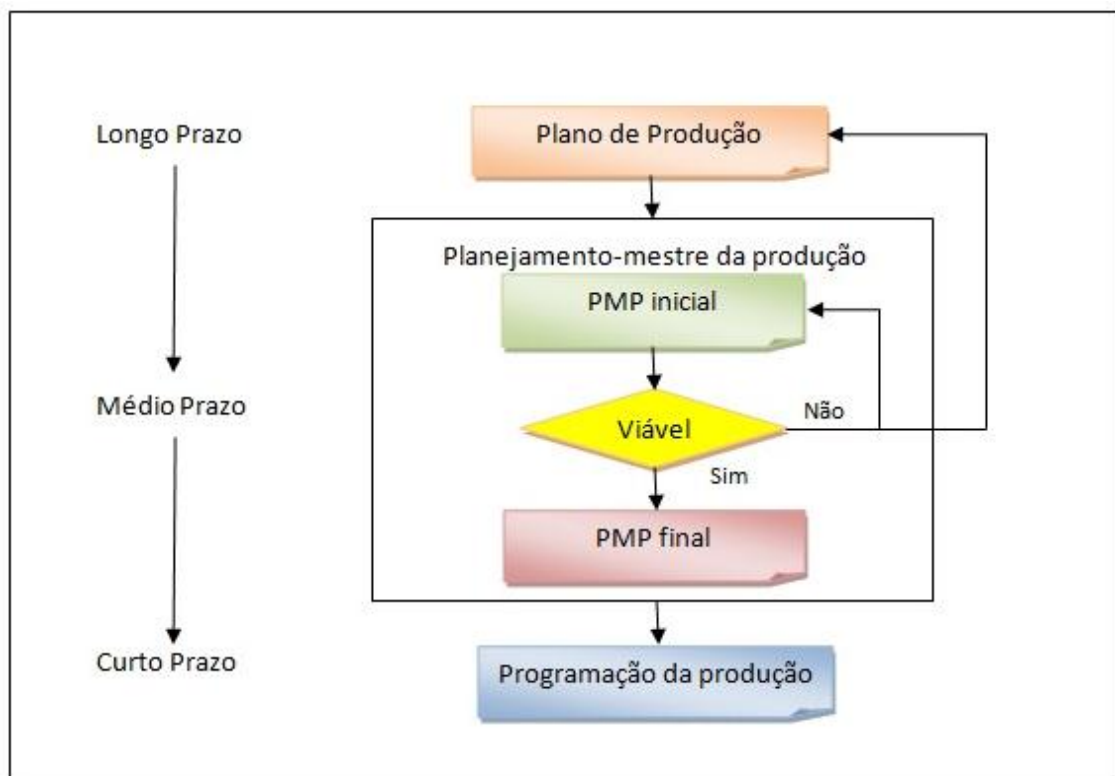 Longo Prazo
Plano de Produção
Planejamento-mestre da produção
PMP inicial
Médio Prazo
Viável
Não
Sim
PMP final
Curto Prazo
Programação da produção